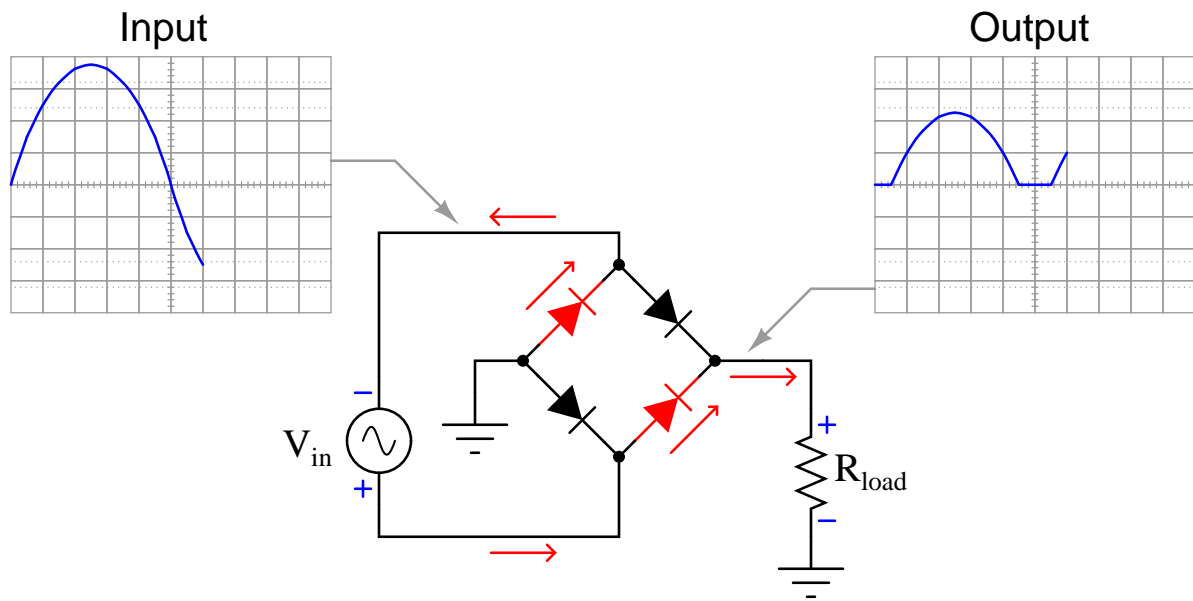 Input
Output
−
V_in
+
+
R_load
−